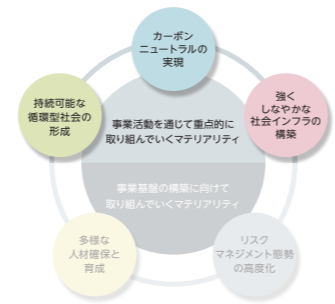 カーボン
ニュートラルの
実現
持続可能な
循環型社会の
形成
強く
しなやかな
社会インフラの
構築
事業活動を通じて重点的に
取り組んでいくマテリアリティ
事業基盤の構築に向けて
取り組んでいくマテリアリティ
多様な
人材確保と
育成
リスク
マネジメント態勢
の高度化